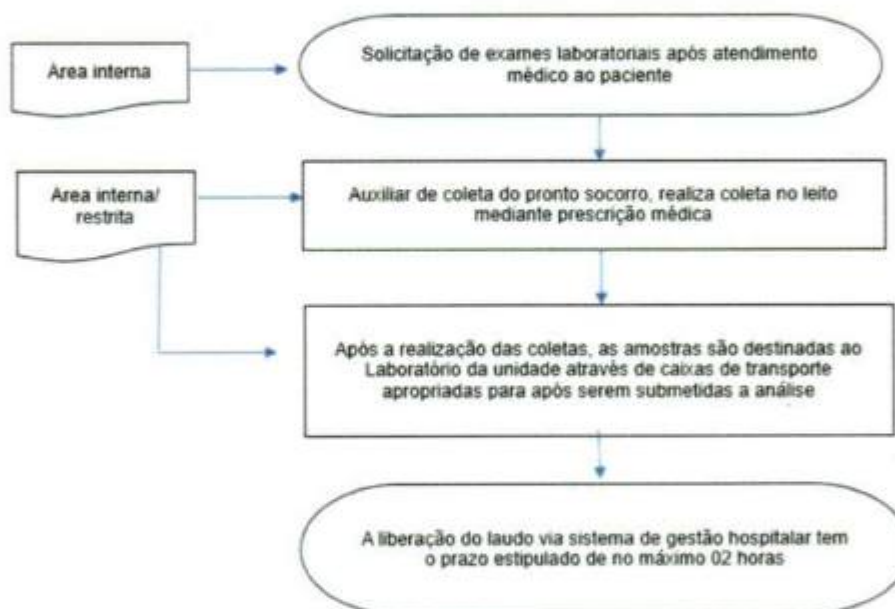 Solicitação de exames laboratoriais após atendimento
médico ao paciente
Area interna
Auxiliar de coleta do pronto socorro, realiza coleta no leito
mediante prescrição médica
Area interna/
restrita
Após a realização das coletas, as amostras são destinadas ao
Laboratório da unidade através de caixas de transporte
apropriadas para após serem submetidas a análise
A liberação do laudo via sistema de gestão hospitalar tem
o prazo estipulado de no máximo 02 horas